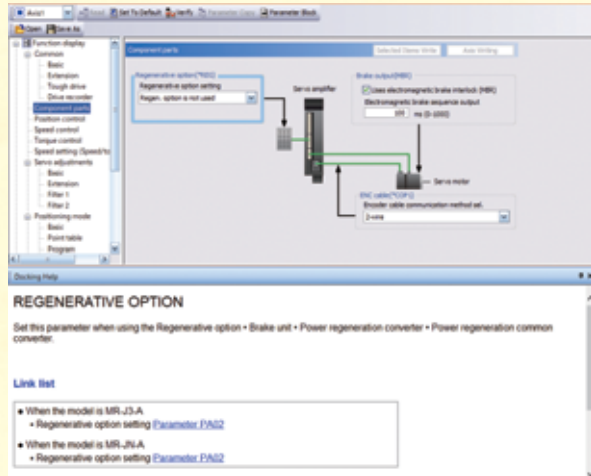 Axis1 Read Set To Default Verify Parameter Copy Parameter Block
Open Save As
Function display
Common
Basic
Extension
Tough drive
Drive recorder
Component parts
Position control
Speed control
Torque control
Speed setting (Speed/to
Servo adjustments
Basic
Extension
Filter 1
Filter 2
Positioning mode
Basic
Point table
Program
Component parts
Selected Items Write Axis Writing
Regenerative option(*REG)
Regenerative option setting
Regen. option is not used
Servo amplifier
Brake output(MBR)
Uses electromagnetic brake interlock (MBR)
Electromagnetic brake sequence output
ms (0-1000)
Servo motor
ENC cable(*COP1)
Encoder cable communication method sel.
2-wire
Docking Help
REGENERATIVE OPTION
Set this parameter when using the Regenerative option • Brake unit • Power regeneration converter • Power regeneration common
converter.
Link list
● When the model is MR-J3-A
• Regenerative option setting Parameter PA02
● When the model is MR-JN-A
• Regenerative option setting Parameter PA02